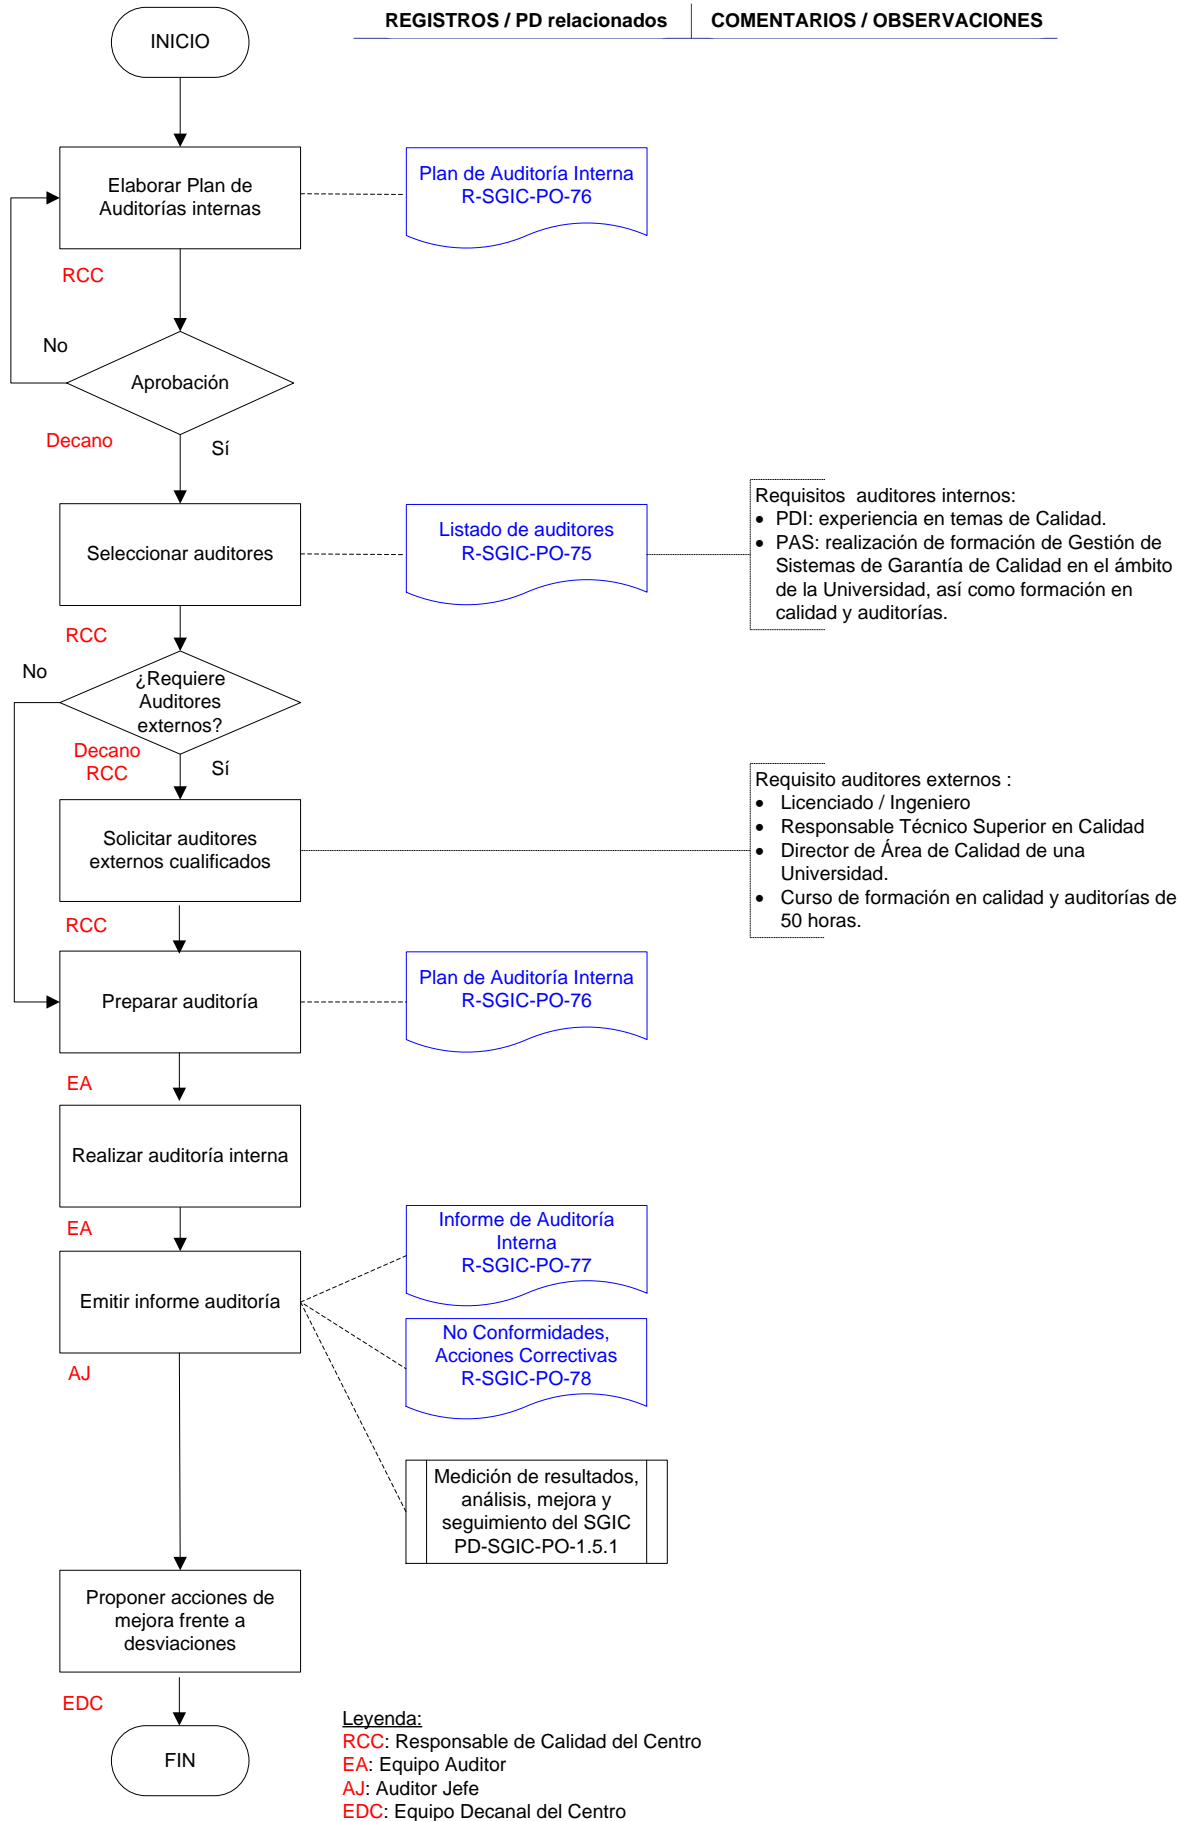 REGISTROS / PD relacionados
COMENTARIOS / OBSERVACIONES
INICIO
Elaborar Plan de
Auditorías internas
Plan de Auditoría Interna
R-SGIC-PO-76
RCC
No
Aprobación
Decano
Sí
Seleccionar auditores
Listado de auditores
R-SGIC-PO-75
Requisitos auditores internos:
• PDI: experiencia en temas de Calidad.
• PAS: realización de formación de Gestión de
Sistemas de Garantía de Calidad en el ámbito
de la Universidad, así como formación en
calidad y auditorías.
RCC
No
¿Requiere
Auditores
externos?
Decano
RCC
Sí
Solicitar auditores
externos cualificados
Requisito auditores externos :
• Licenciado / Ingeniero
• Responsable Técnico Superior en Calidad
• Director de Área de Calidad de una
Universidad.
• Curso de formación en calidad y auditorías de
50 horas.
RCC
Preparar auditoría
Plan de Auditoría Interna
R-SGIC-PO-76
EA
Realizar auditoría interna
EA
Emitir informe auditoría
Informe de Auditoría
Interna
R-SGIC-PO-77
No Conformidades,
Acciones Correctivas
R-SGIC-PO-78
AJ
Medición de resultados,
análisis, mejora y
seguimiento del SGIC
PD-SGIC-PO-1.5.1
Proponer acciones de
mejora frente a
desviaciones
EDC
FIN
Leyenda:
RCC: Responsable de Calidad del Centro
EA: Equipo Auditor
AJ: Auditor Jefe
EDC: Equipo Decanal del Centro